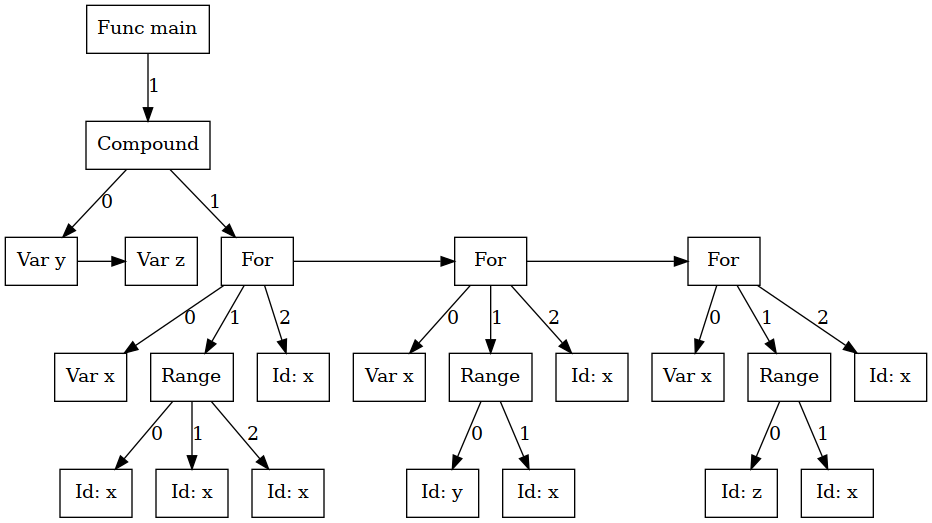 Func main
1
Compound
0 1
Var y Var z For For For
0 1 2 0 1 2 0 1 2
Var x Range Id: x Var x Range Id: x Var x Range Id: x
0 1 2 0 1 0 1
Id: x Id: x Id: x Id: y Id: x Id: z Id: x